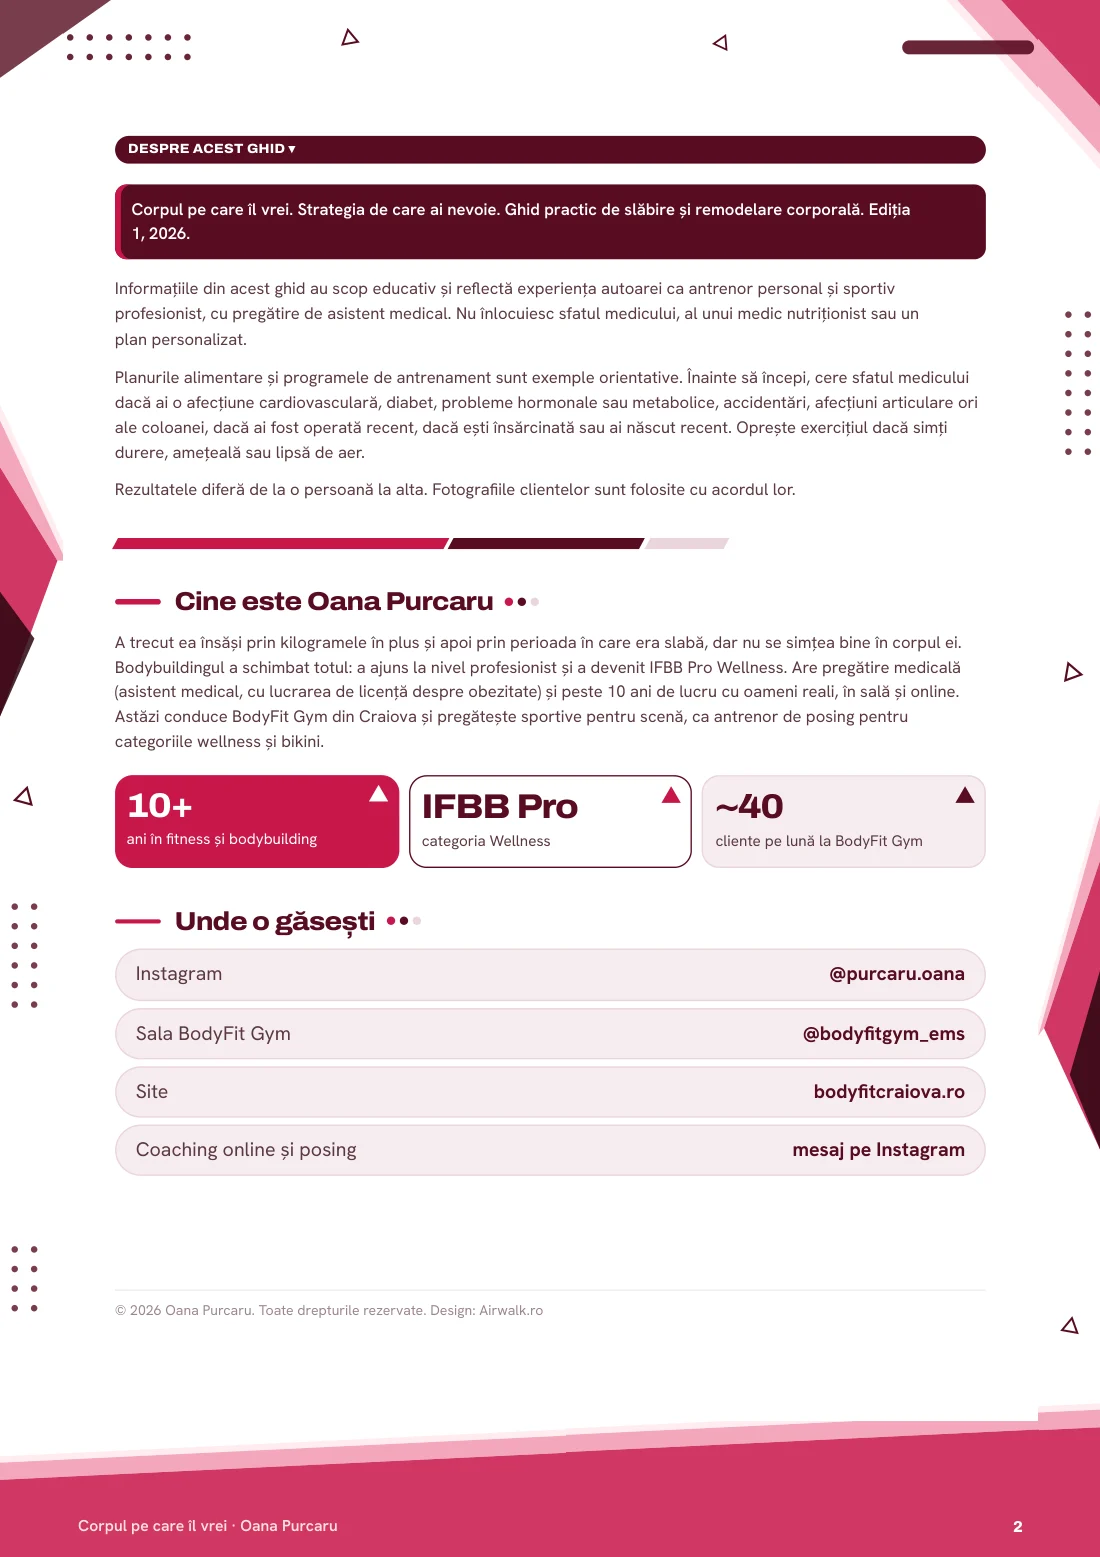 DESPRE ACEST GHID ▾
Corpul pe care îl vrei. Strategia de care ai nevoie. Ghid practic de slăbire și remodelare corporală. Ediția
1, 2026.
Informațiile din acest ghid au scop educativ și reflectă experiența autoarei ca antrenor personal și sportiv
profesionist, cu pregătire de asistent medical. Nu înlocuiesc sfatul medicului, al unui medic nutriționist sau un
plan personalizat.
Planurile alimentare și programele de antrenament sunt exemple orientative. Înainte să începi, cere sfatul medicului
dacă ai o afecțiune cardiovasculară, diabet, probleme hormonale sau metabolice, accidentări, afecțiuni articulare ori
ale coloanei, dacă ai fost operată recent, dacă ești însărcinată sau ai născut recent. Oprește exercițiul dacă simți
durere, amețeală sau lipsă de aer.
Rezultatele diferă de la o persoană la alta. Fotografiile clientelor sunt folosite cu acordul lor.
Cine este Oana Purcaru
A trecut ea însăși prin kilogramele în plus și apoi prin perioada în care era slabă, dar nu se simțea bine în corpul ei.
Bodybuildingul a schimbat totul: a ajuns la nivel profesionist și a devenit IFBB Pro Wellness. Are pregătire medicală
(asistent medical, cu lucrarea de licență despre obezitate) și peste 10 ani de lucru cu oameni reali, în sală și online.
Astăzi conduce BodyFit Gym din Craiova și pregătește sportive pentru scenă, ca antrenor de posing pentru
categoriile wellness și bikini.
10+
ani în fitness și bodybuilding
IFBB Pro
categoria Wellness
~40
cliente pe lună la BodyFit Gym
Unde o găsești
Instagram @purcaru.oana
Sala BodyFit Gym @bodyfitgym_ems
Site bodyfitcraiova.ro
Coaching online și posing mesaj pe Instagram
© 2026 Oana Purcaru. Toate drepturile rezervate. Design: Airwalk.ro
Corpul pe care îl vrei · Oana Purcaru 2